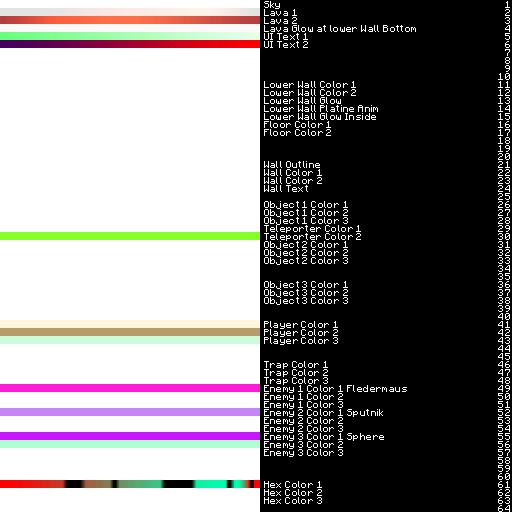 Sky 1
Lava 1 2
Lava 2 3
Lava Glow at lower Wall Bottom 4
UI Text 1 5
UI Text 2 6
7
8
9
10
Lower Wall Color 1 11
Lower Wall Color 2 12
Lower Wall Glow 13
Lower Wall Platine Anim 14
Lower Wall Glow Inside 15
Floor Color 1 16
Floor Color 2 17
18
19
20
Wall Outline 21
Wall Color 1 22
Wall Color 2 23
Wall Text 24
25
Object1 Color 1 26
Object1 Color 2 27
Object1 Color 3 28
Teleporter Color 1 29
Teleporter Color 2 30
Object2 Color 1 31
Object2 Color 2 32
Object2 Color 3 33
34
35
Object3 Color 1 36
Object3 Color 2 37
Object3 Color 3 38
39
40
Player Color 1 41
Player Color 2 42
Player Color 3 43
44
45
Trap Color 1 46
Trap Color 2 47
Trap Color 3 48
Enemy 1 Color 1 Fledermaus 49
Enemy 1 Color 2 50
Enemy 1 Color 3 51
Enemy 2 Color 1 Sputnik 52
Enemy 2 Color 2 53
Enemy 2 Color 3 54
Enemy 3 Color 1 Sphere 55
Enemy 3 Color 2 56
Enemy 3 Color 3 57
58
59
60
Hex Color 1 61
Hex Color 2 62
Hex Color 3 63
64